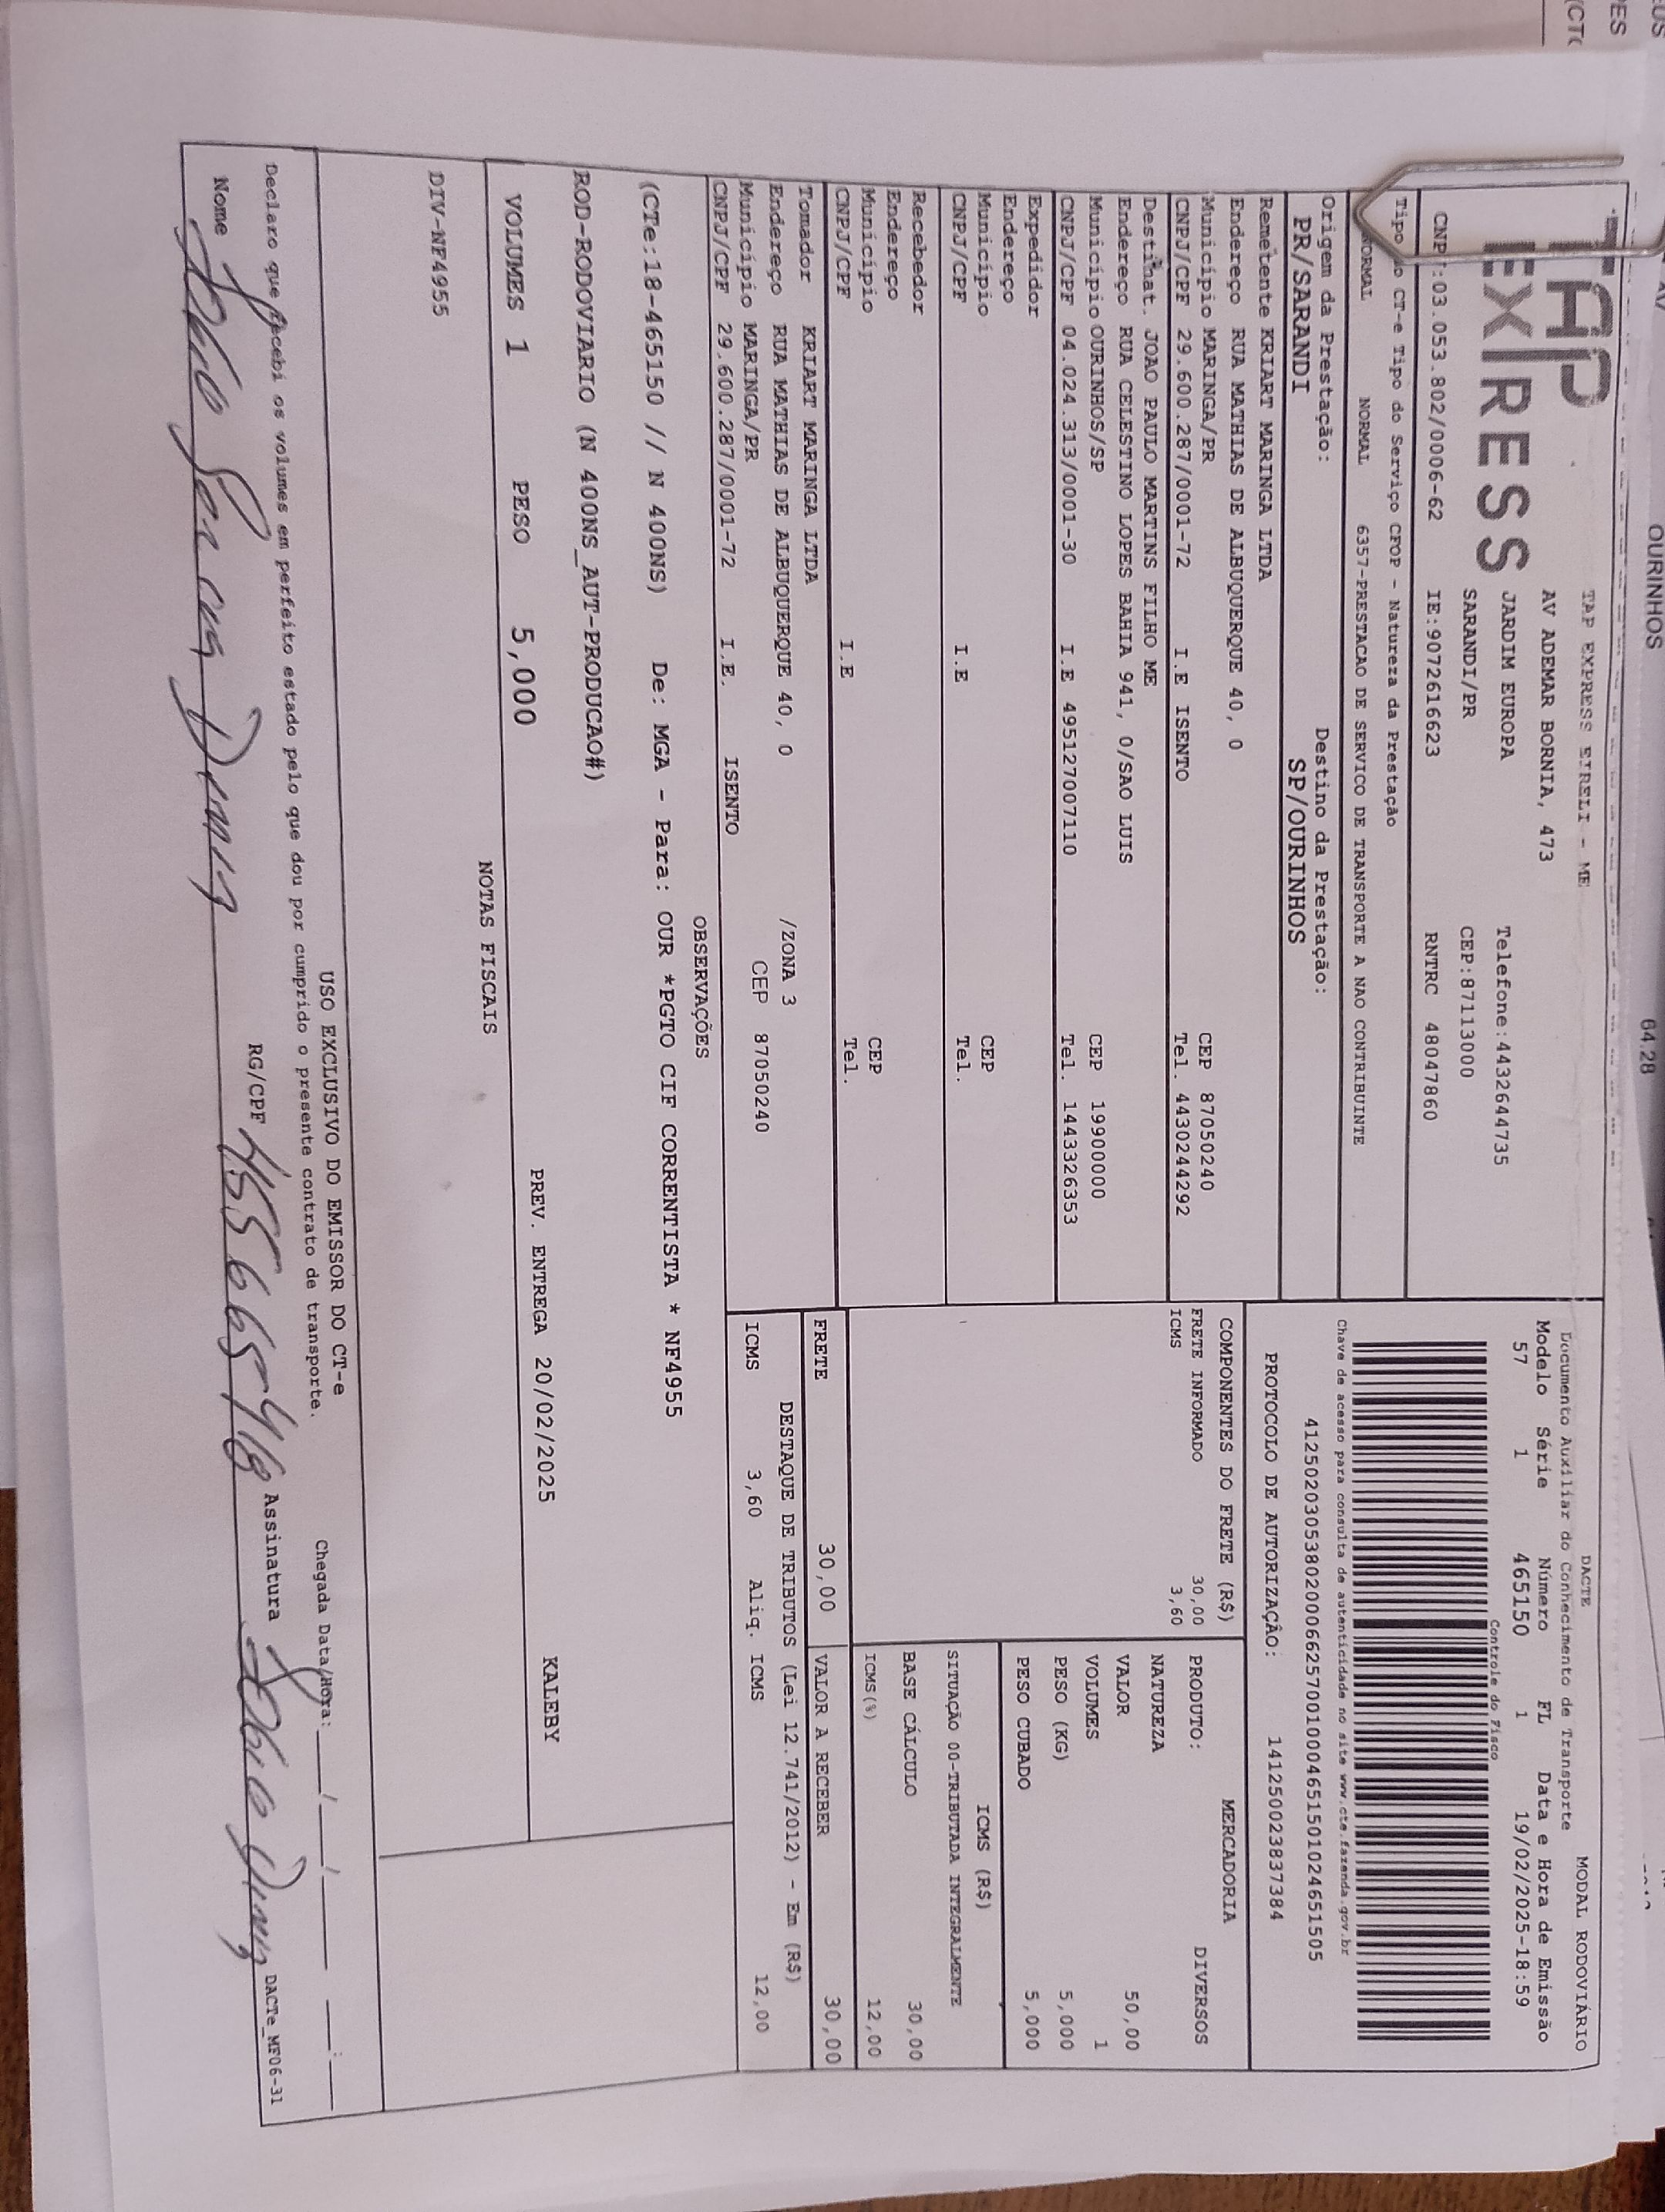 OURINHOS
64.28
TAP
EXPRESS
TAP EXPRESS EIRELI - ME
AV ADEMAR BORNIA, 473
JARDIM EUROPA Telefone:4432644735
SARANDI/PR CEP:87113000
CNPJ:03.053.802/0006-62 IE:9072616623 RNTRC 48047860
Tipo do CT-e Tipo do Serviço CFOP - Natureza da Prestação
NORMAL NORMAL 6357-PRESTACAO DE SERVICO DE TRANSPORTE A NAO CONTRIBUINTE
Origem da Prestação: Destino da Prestação:
PR/SARANDI SP/OURINHOS
Remetente KRIART MARINGA LTDA
Endereço RUA MATHIAS DE ALBUQUERQUE 40, 0
Município MARINGA/PR CEP 87050240
CNPJ/CPF 29.600.287/0001-72 I.E ISENTO Tel. 4430244292
Destinat. JOAO PAULO MARTINS FILHO ME
Endereço RUA CELESTINO LOPES BAHIA 941, 0/SAO LUIS
Município OURINHOS/SP CEP 19900000
CNPJ/CPF 04.024.313/0001-30 I.E 495127007110 Tel. 1443326353
Expedidor
Endereço
Município CEP
CNPJ/CPF I.E Tel.
Recebedor
Endereço
Município CEP
CNPJ/CPF I.E Tel.
Tomador KRIART MARINGA LTDA
Endereço RUA MATHIAS DE ALBUQUERQUE 40, 0 /ZONA 3
Município MARINGA/PR CEP 87050240
CNPJ/CPF 29.600.287/0001-72 I.E. ISENTO
DACTE MODAL RODOVIÁRIO
Documento Auxiliar do Conhecimento de Transporte
Modelo Série Número FL Data e Hora de Emissão
57 1 465150 1 19/02/2025-18:59
Controle do Fisco
Chave de acesso para consulta de autenticidade no site www.cte.fazenda.gov.br
41250203053802000662570010004651501024651505
PROTOCOLO DE AUTORIZAÇÃO: 141250023837384
COMPONENTES DO FRETE (R$)
FRETE INFORMADO 30,00
ICMS 3,60
MERCADORIA
PRODUTO: DIVERSOS
NATUREZA
VALOR 50,00
VOLUMES 1
PESO (KG) 5,000
PESO CUBADO 5,000
ICMS (R$)
SITUAÇÃO 00-TRIBUTADA INTEGRALMENTE
BASE CÁLCULO 30,00
ICMS(%) 12,00
FRETE 30,00 VALOR A RECEBER 30,00
DESTAQUE DE TRIBUTOS (Lei 12.741/2012) - Em (R$)
ICMS 3,60 Aliq. ICMS 12,00
OBSERVAÇÕES
(CTe:18-465150 // N 400NS) De: MGA - Para: OUR *PGTO CIF CORRENTISTA * NF4955
ROD-RODOVIARIO (N 400NS_AUT-PRODUCAO#)
VOLUMES 1 PESO 5,000 PREV. ENTREGA 20/02/2025 KALEBY
NOTAS FISCAIS
DIV-NF4955
USO EXCLUSIVO DO EMISSOR DO CT-e
Declaro que recebi os volumes em perfeito estado pelo que dou por cumprido o presente contrato de transporte.
Chegada Data/Hora: ___/___/_____ ___:___
Nome RG/CPF Assinatura
DACTe_MF06-31